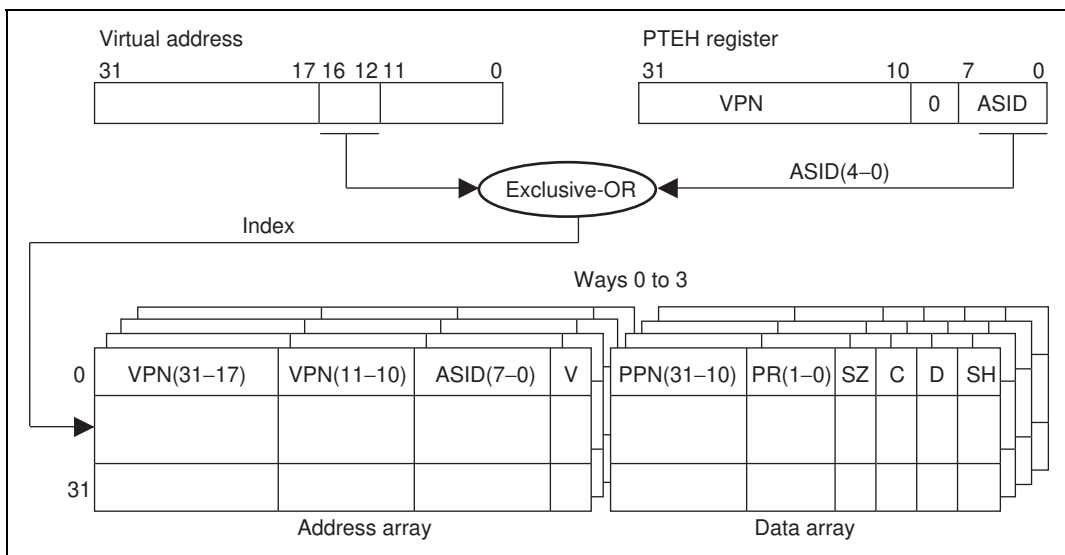 Virtual address
31 17 16 12 11 0
PTEH register
31 10 7 0
VPN 0 ASID
Exclusive-OR
ASID(4–0)
Index
Ways 0 to 3
0 VPN(31–17) VPN(11–10) ASID(7–0) V PPN(31–10) PR(1–0) SZ C D SH
31
Address array Data array